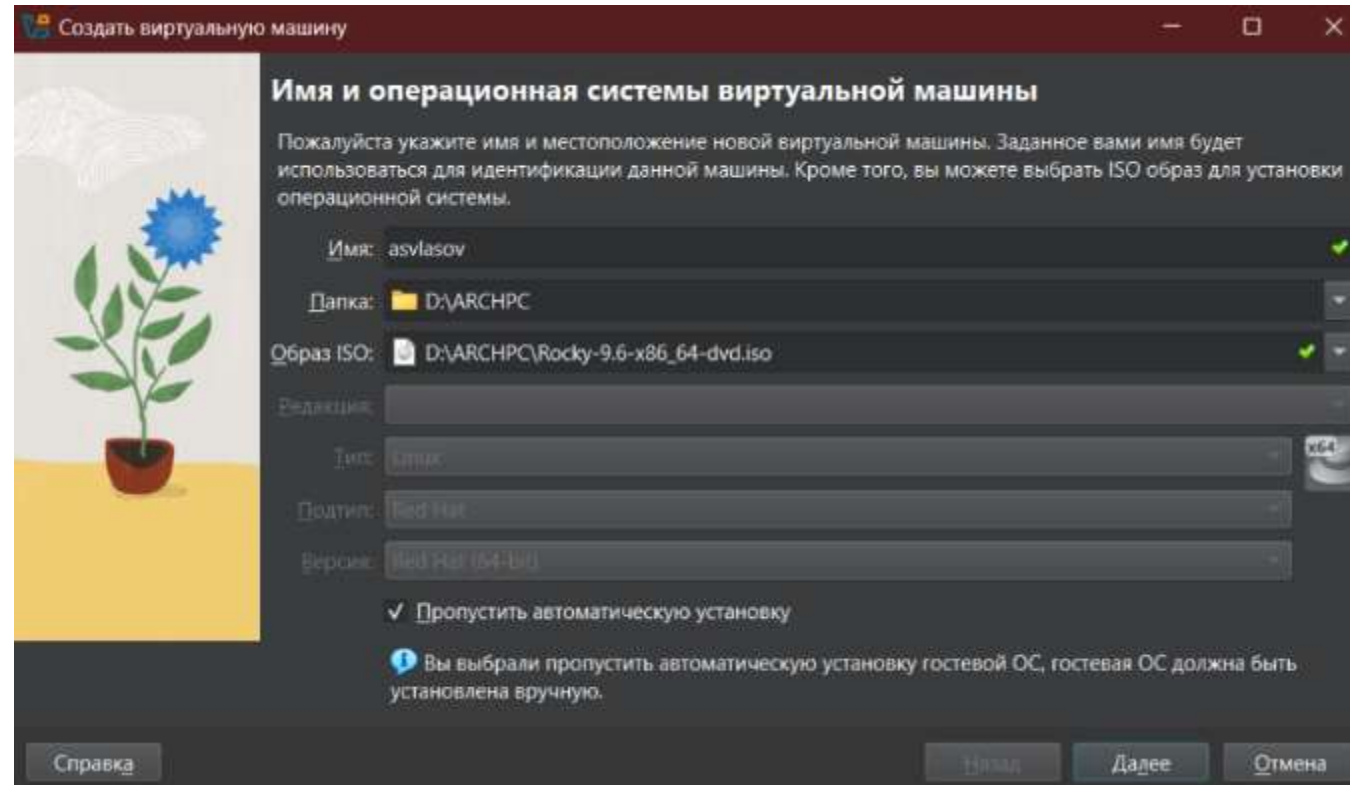 Создать виртуальную машину
Имя и операционная системы виртуальной машины
Пожалуйста укажите имя и местоположение новой виртуальной машины. Заданное вами имя будет
использоваться для идентификации данной машины. Кроме того, вы можете выбрать ISO образ для установки
операционной системы.
Имя: asvlasov
Папка: D:\ARCHPC
Образ ISO: D:\ARCHPC\Rocky-9.6-x86_64-dvd.iso
Редакция:
Тип: Linux
x64
Подтип: Red Hat
Версия: Red Hat (64-bit)
Пропустить автоматическую установку
Вы выбрали пропустить автоматическую установку гостевой ОС, гостевая ОС должна быть
установлена вручную.
Справка Назад Далее Отмена